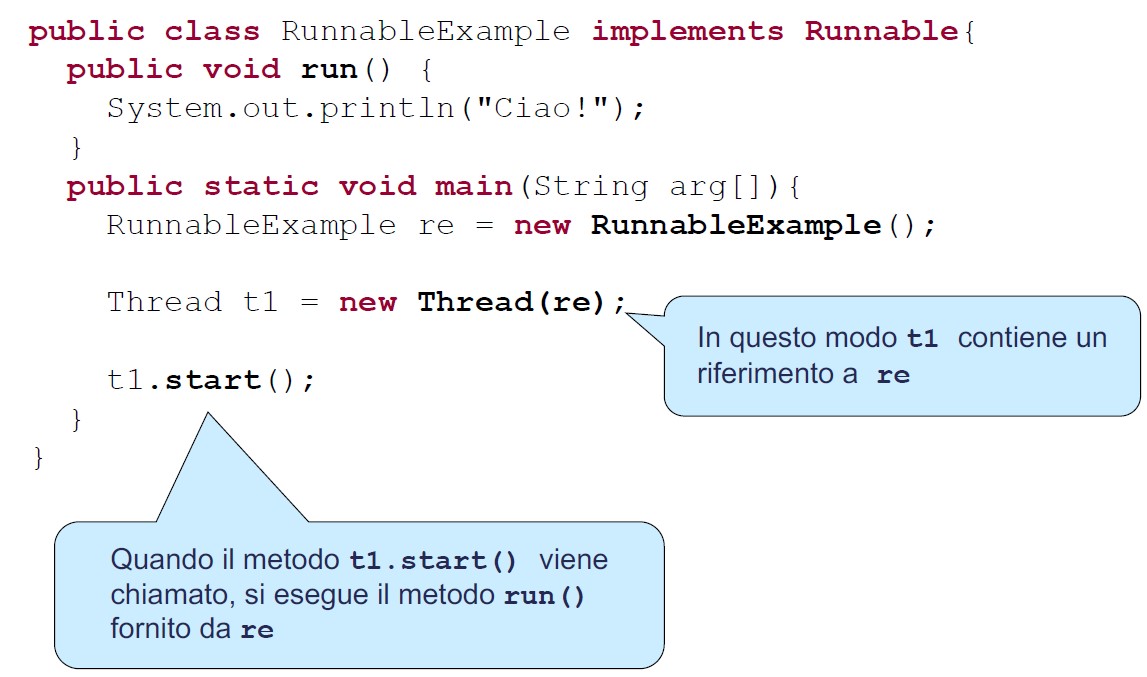 public class RunnableExample implements Runnable{
public void run() {
System.out.println("Ciao!");
}
public static void main(String arg[]){
RunnableExample re = new RunnableExample();
Thread t1 = new Thread(re);
In questo modo t1 contiene un
riferimento a re
t1.start();
}
}
Quando il metodo t1.start() viene
chiamato, si esegue il metodo run()
fornito da re